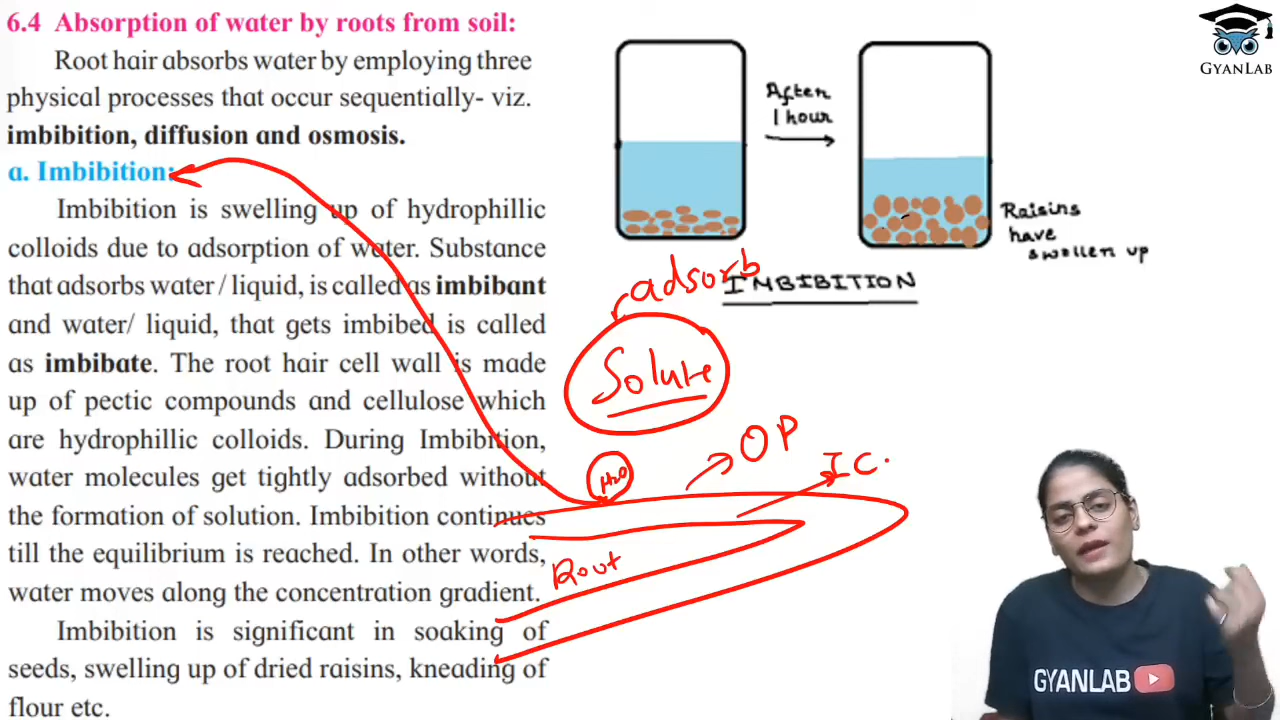 6.4 Absorption of water by roots from soil:
Root hair absorbs water by employing three
physical processes that occur sequentially- viz.
imbibition, diffusion and osmosis.
a. Imbibition:
Imbibition is swelling up of hydrophillic
colloids due to adsorption of water. Substance
that adsorbs water / liquid, is called as imbibant
and water/ liquid, that gets imbibed is called
as imbibate. The root hair cell wall is made
up of pectic compounds and cellulose which
are hydrophillic colloids. During Imbibition,
water molecules get tightly adsorbed without
the formation of solution. Imbibition continues
till the equilibrium is reached. In other words,
water moves along the concentration gradient.
Imbibition is significant in soaking of
seeds, swelling up of dried raisins, kneading of
flour etc.
After
1 hour
Raisins
have
swollen up
IMBIBITION
adsorb
Solute
H2O
OP
IC.
Root
GYANLAB
GYANLAB